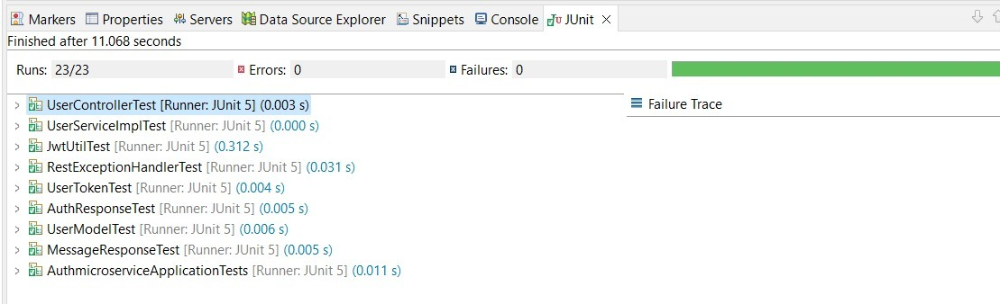 Markers Properties Servers Data Source Explorer Snippets Console JUnit
Finished after 11.068 seconds
Runs: 23/23 Errors: 0 Failures: 0
UserControllerTest [Runner: JUnit 5] (0.003 s)
Failure Trace
UserServiceImplTest [Runner: JUnit 5] (0.000 s)
JwtUtilTest [Runner: JUnit 5] (0.312 s)
RestExceptionHandlerTest [Runner: JUnit 5] (0.031 s)
UserTokenTest [Runner: JUnit 5] (0.004 s)
AuthResponseTest [Runner: JUnit 5] (0.005 s)
UserModelTest [Runner: JUnit 5] (0.006 s)
MessageResponseTest [Runner: JUnit 5] (0.005 s)
AuthmicroserviceApplicationTests [Runner: JUnit 5] (0.011 s)